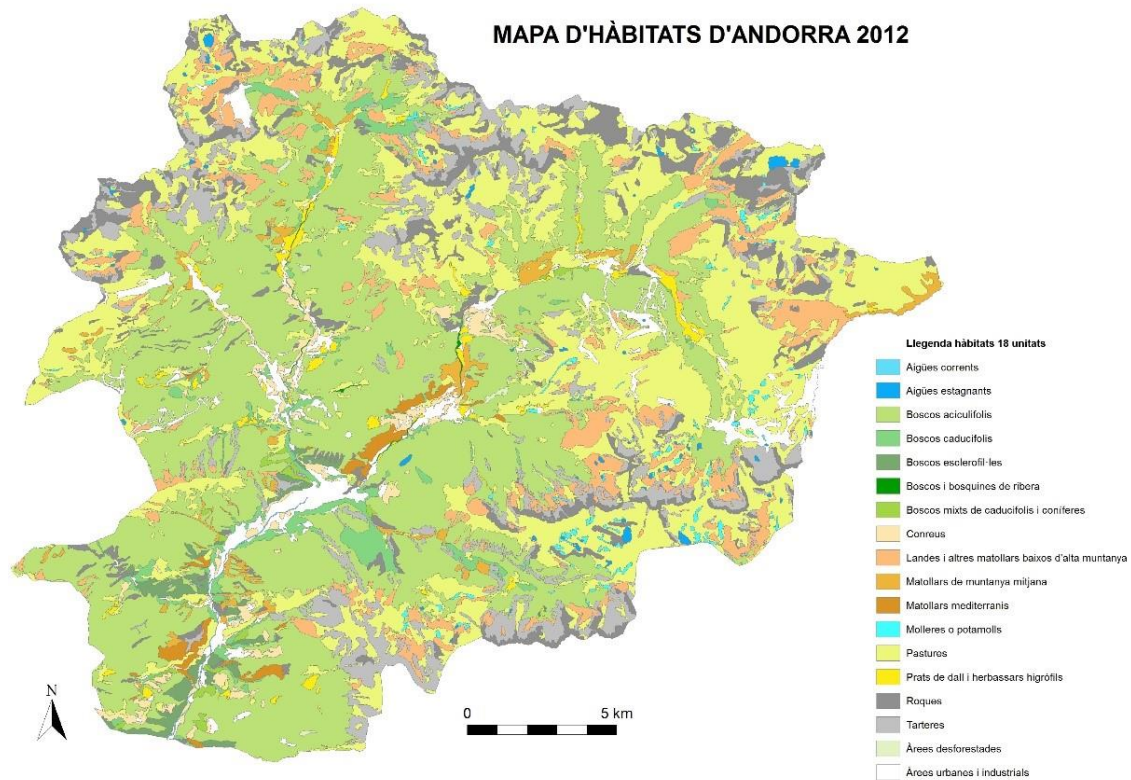 MAPA D'HÀBITATS D'ANDORRA 2012
Llegenda hàbitats 18 unitats
Aigües corrents
Aigües estagnants
Boscos aciculifolis
Boscos caducifolis
Boscos esclerofil·les
Boscos i bosquines de ribera
Boscos mixts de caducifolis i coníferes
Conreus
Landes i altres matollars baixos d'alta muntanya
Matollars de muntanya mitjana
Matollars mediterranis
Molleres o potamolls
Pastures
Prats de dall i herbassars higròfils
Roques
Tarteres
Àrees desforestades
Àrees urbanes i industrials
N
0 5 km